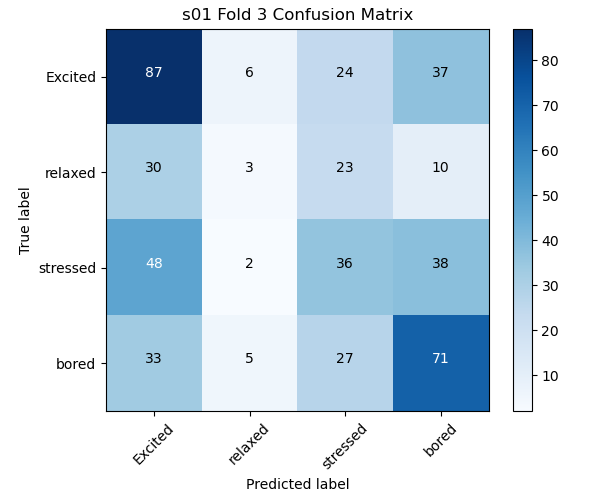 s01 Fold 3 Confusion Matrix
Excited 87 6 24 37
relaxed 30 3 23 10
stressed 48 2 36 38
bored 33 5 27 71
Excited relaxed stressed bored
Predicted label
True label
80
70
60
50
40
30
20
10